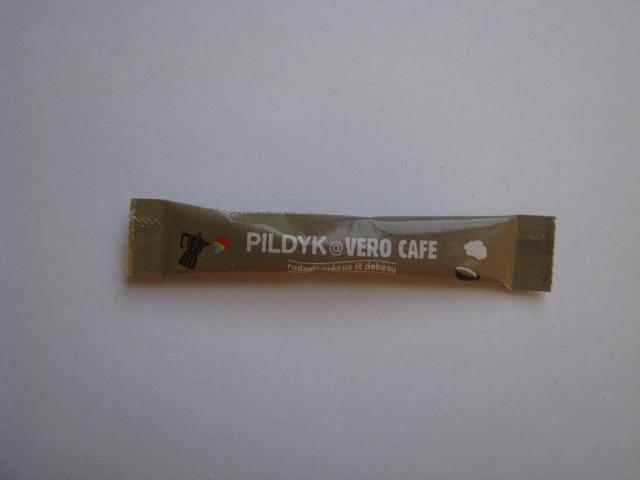 PILDYK @ VERO CAFE
rudasis cukrus iš debesų